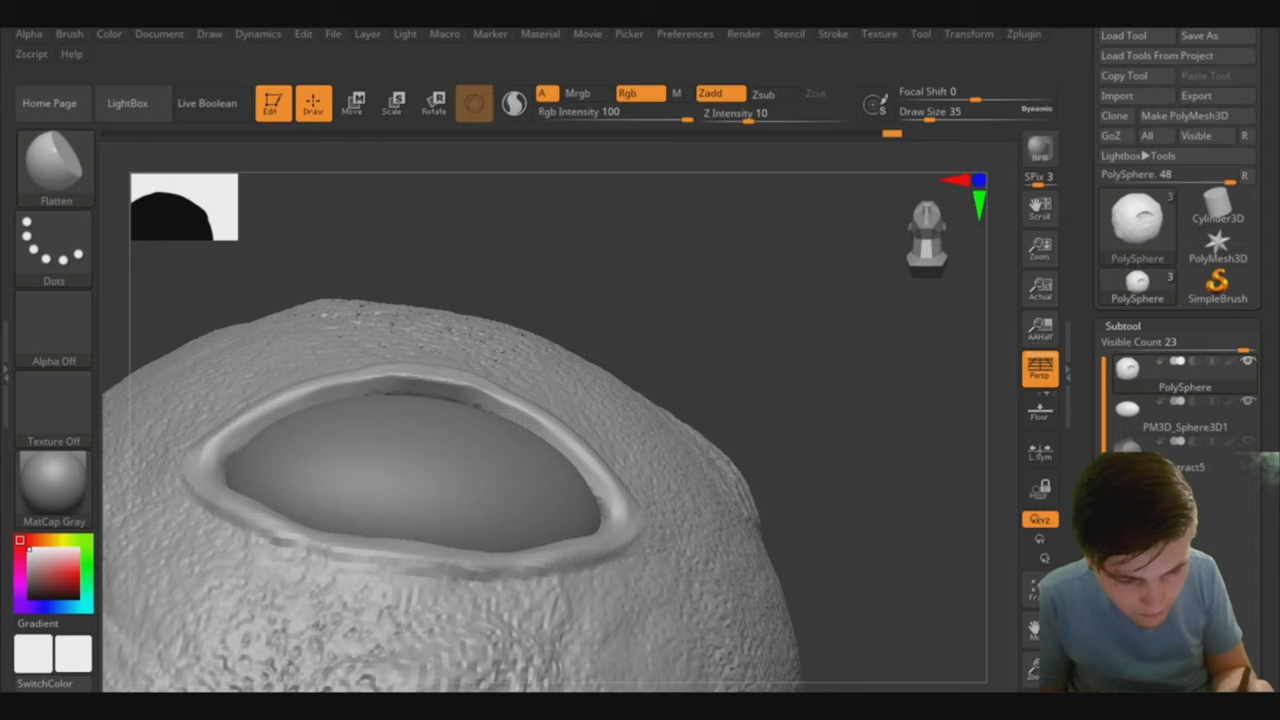 Alpha Brush Color Document Draw Dynamics Edit File Layer Light Macro Marker Material Movie Picker Preferences Render Stencil Stroke Texture Tool Transform Zplugin
Zscript Help
Home Page LightBox Live Boolean Edit Draw Move Scale Rotate
A Mrgb Rgb M Zadd Zsub Zcut
Rgb Intensity 100 Z Intensity 10
Focal Shift 0
Draw Size 35 Dynamic
Load Tool Save As
Load Tools From Project
Copy Tool Paste Tool
Import Export
Clone Make PolyMesh3D
GoZ All Visible R
Lightbox▶Tools
PolySphere. 48 R
3
Cylinder3D
PolySphere PolyMesh3D
3
PolySphere SimpleBrush
Subtool
Visible Count 23
PolySphere
PM3D_Sphere3D1
ract5
Flatten
Dots
Alpha Off
Texture Off
MatCap Gray
Gradient
SwitchColor
BPR
SPix 3
Scroll
Zoom
Actual
AAHalf
Persp
Floor
L.Sym
XYZ